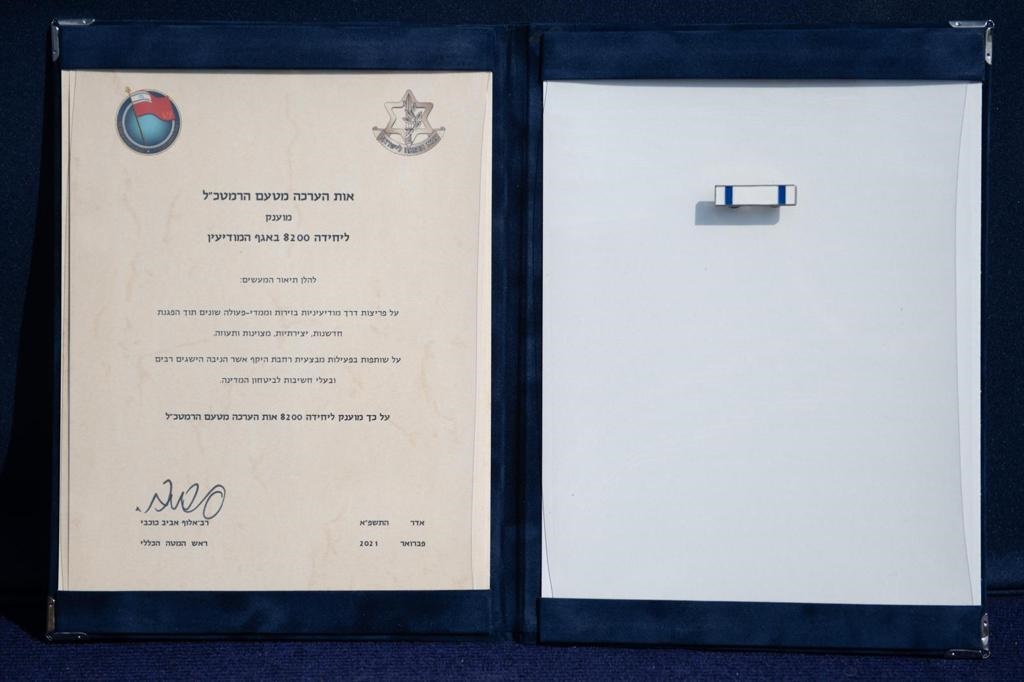 אות הערכה מטעם הרמטכ"ל
מוענק
ליחידה 8200 באגף המודיעין
להלן תיאור המעשים:
על פריצות דרך מודיעיניות בזירות וממדי-פעולה שונים תוך הפגנת
חדשנות, יצירתיות, מצוינות ותעוזה.
על שותפות בפעילות מבצעית רחבת היקף אשר הניבה הישגים רבים
ובעלי חשיבות לביטחון המדינה.
על כך מוענק ליחידה 8200 אות הערכה מטעם הרמטכ"ל
רב־אלוף אביב כוכבי
ראש המטה הכללי
אדר התשפ"א
פברואר 2021